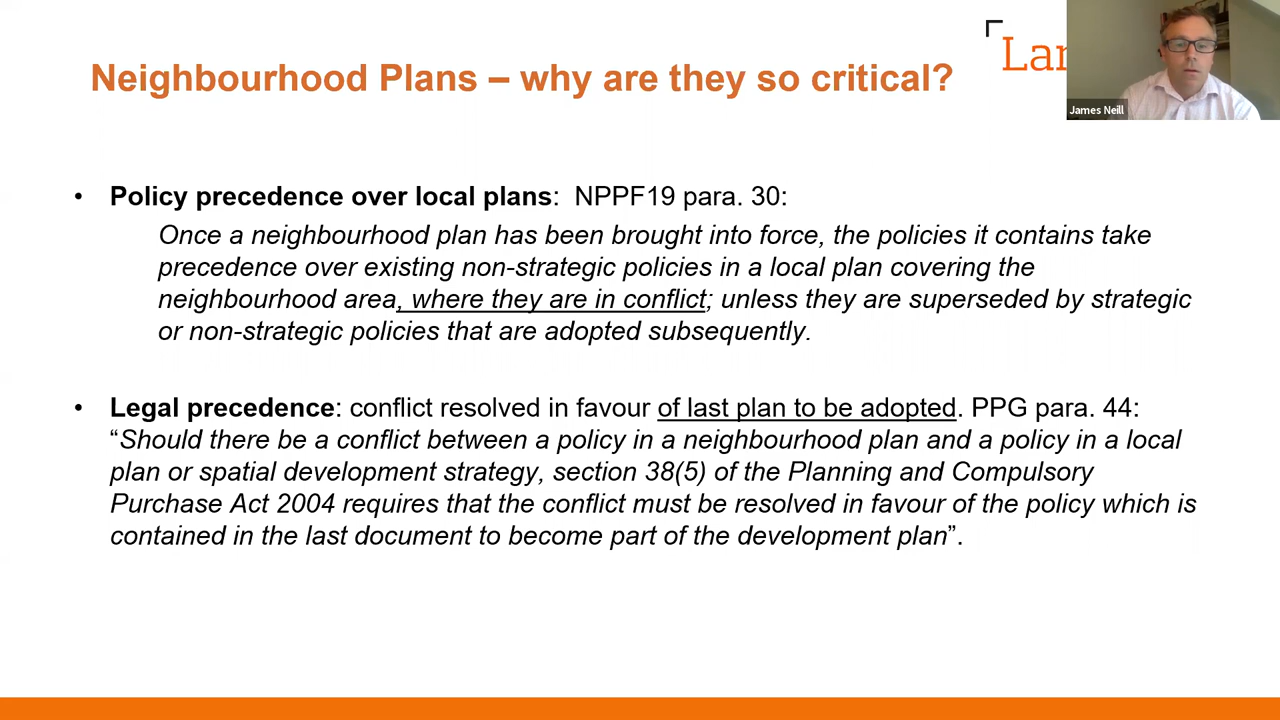 Neighbourhood Plans – why are they so critical?
Lan
James Neill
• Policy precedence over local plans: NPPF19 para. 30:
Once a neighbourhood plan has been brought into force, the policies it contains take
precedence over existing non-strategic policies in a local plan covering the
neighbourhood area, where they are in conflict; unless they are superseded by strategic
or non-strategic policies that are adopted subsequently.
• Legal precedence: conflict resolved in favour of last plan to be adopted. PPG para. 44:
“Should there be a conflict between a policy in a neighbourhood plan and a policy in a local
plan or spatial development strategy, section 38(5) of the Planning and Compulsory
Purchase Act 2004 requires that the conflict must be resolved in favour of the policy which is
contained in the last document to become part of the development plan”.